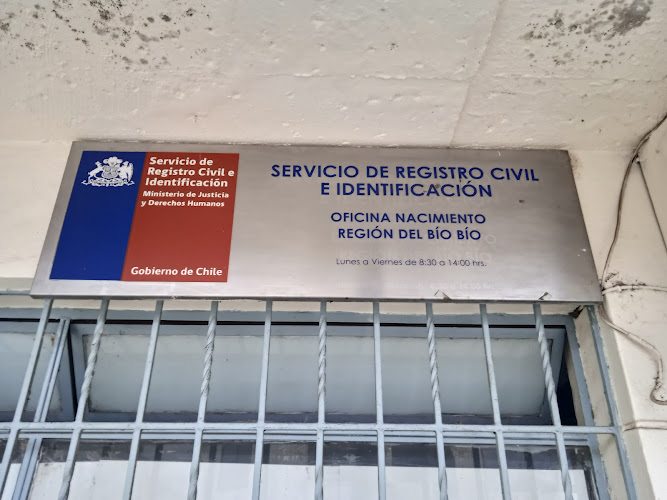 Servicio de
Registro Civil e
Identificación
Ministerio de Justicia
y Derechos Humanos
Gobierno de Chile
SERVICIO DE REGISTRO CIVIL
E IDENTIFICACIÓN
OFICINA NACIMIENTO
REGIÓN DEL BÍO BÍO
Lunes a Viernes de 8:30 a 14:00 hrs.